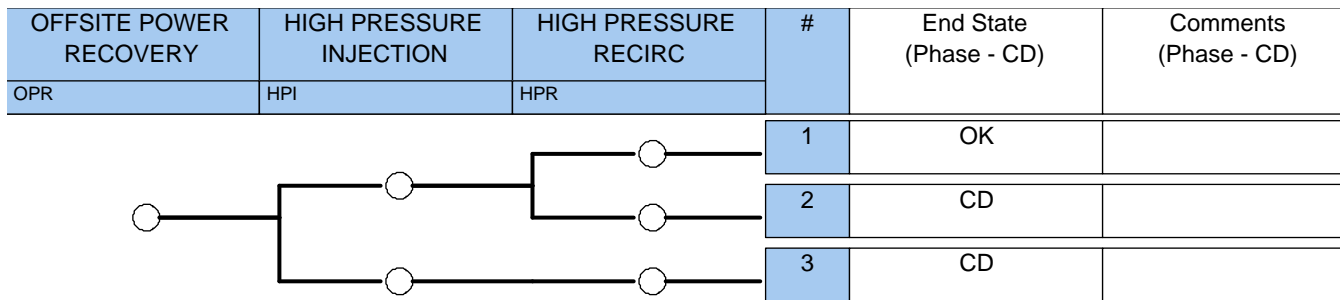 OFFSITE POWER
RECOVERY
HIGH PRESSURE
INJECTION
HIGH PRESSURE
RECIRC
#
End State
(Phase - CD)
Comments
(Phase - CD)
OPR
HPI
HPR
1
OK
2
CD
3
CD